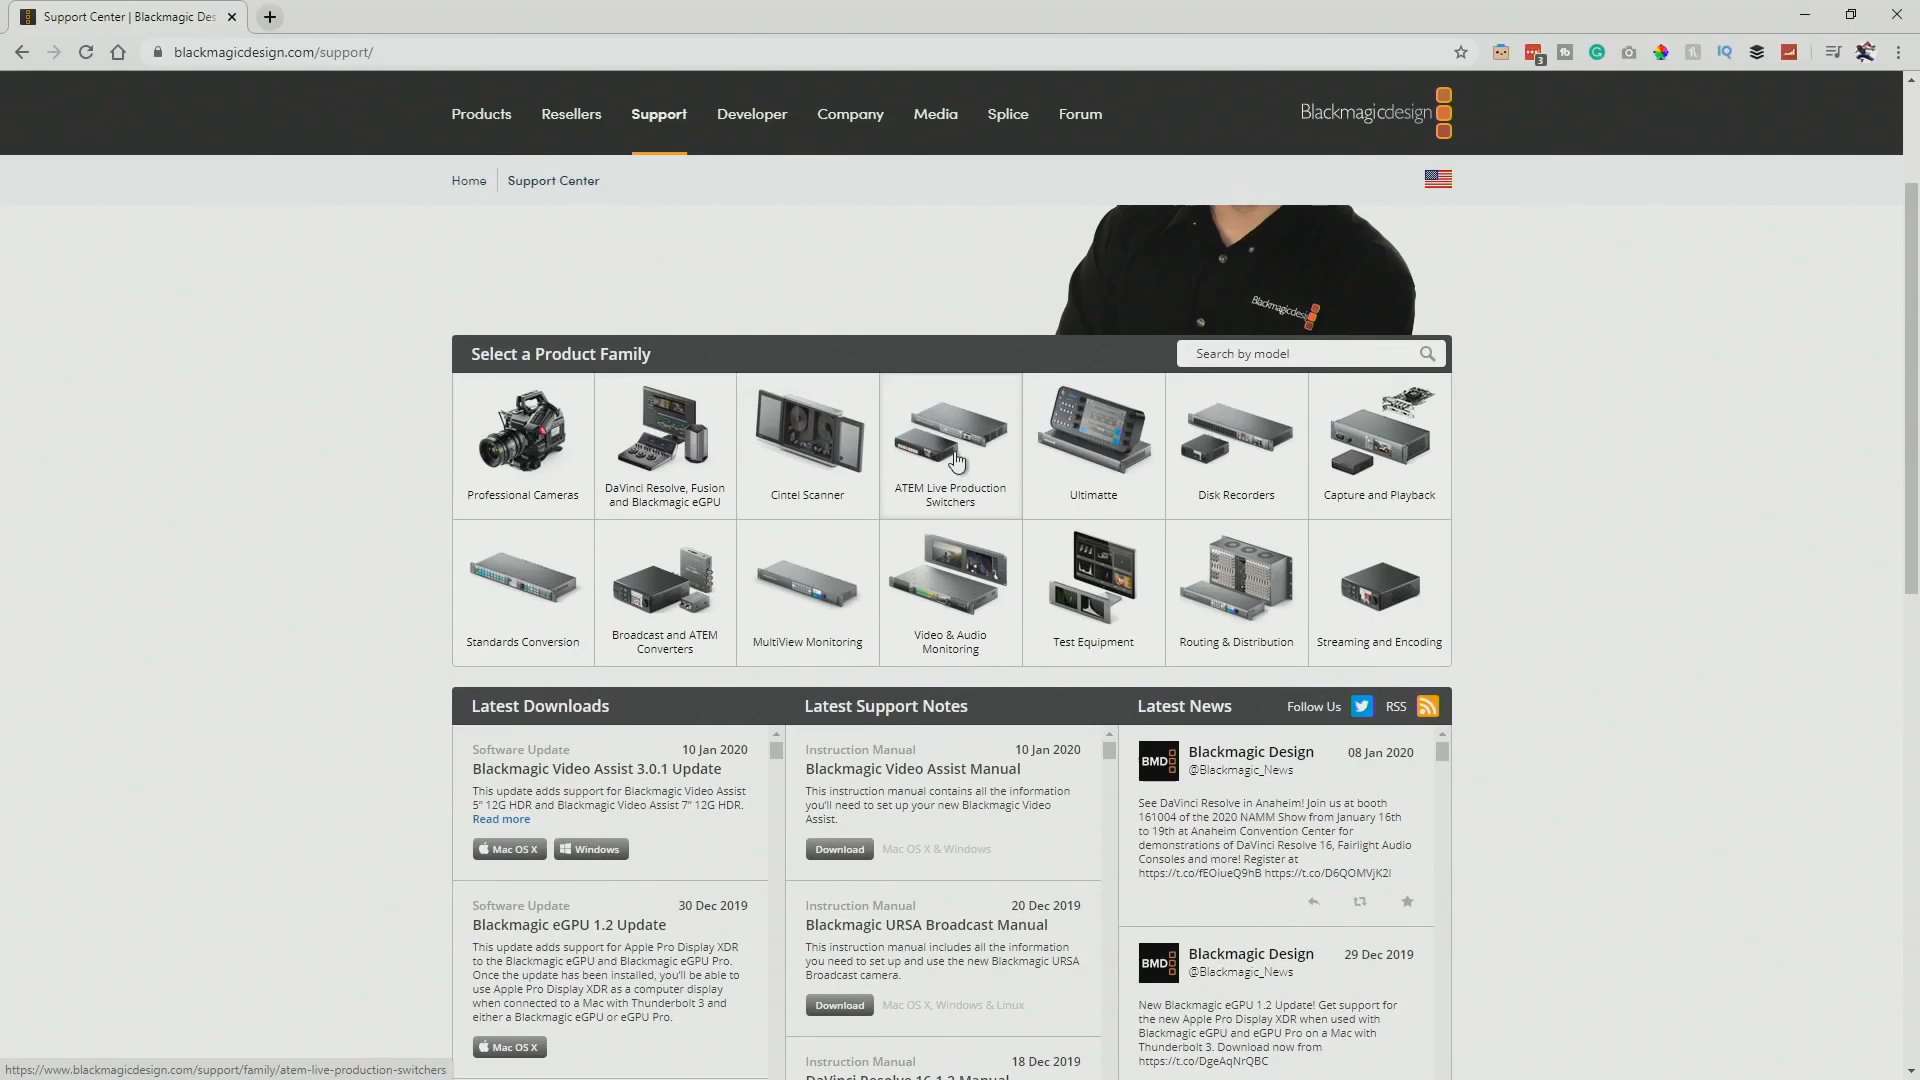 Support Center | Blackmagic Des
blackmagicdesign.com/support/
3
Products
Resellers
Support
Developer
Company
Media
Splice
Forum
Blackmagicdesign
Home
Support Center
Blackmagicdesi
Select a Product Family
Search by model
Professional Cameras
DaVinci Resolve, Fusion
and Blackmagic eGPU
Cintel Scanner
ATEM Live Production
Switchers
Ultimatte
Disk Recorders
Capture and Playback
Standards Conversion
Broadcast and ATEM
Converters
MultiView Monitoring
Video & Audio
Monitoring
Test Equipment
Routing & Distribution
Streaming and Encoding
Latest Downloads
Software Update
10 Jan 2020
Blackmagic Video Assist 3.0.1 Update
This update adds support for Blackmagic Video Assist
5” 12G HDR and Blackmagic Video Assist 7” 12G HDR.
Read more
Mac OS X
Windows
Software Update
30 Dec 2019
Blackmagic eGPU 1.2 Update
This update adds support for Apple Pro Display XDR
to the Blackmagic eGPU and Blackmagic eGPU Pro.
Once the update has been installed, you’ll be able to
use Apple Pro Display XDR as a computer display
when connected to a Mac with Thunderbolt 3 and
either a Blackmagic eGPU or eGPU Pro.
Mac OS X
Latest Support Notes
Instruction Manual
10 Jan 2020
Blackmagic Video Assist Manual
This instruction manual contains all the information
you’ll need to set up your new Blackmagic Video
Assist.
Download
Mac OS X & Windows
Instruction Manual
20 Dec 2019
Blackmagic URSA Broadcast Manual
This instruction manual includes all the information
you need to set up and use the new Blackmagic URSA
Broadcast camera.
Download
Mac OS X, Windows & Linux
Instruction Manual
18 Dec 2019
DaVinci Resolve 16.1.2 Manual
Latest News
Follow Us
RSS
BMD
Blackmagic Design
08 Jan 2020
@Blackmagic_News
See DaVinci Resolve in Anaheim! Join us at booth
161004 of the 2020 NAMM Show from January 16th
to 19th at Anaheim Convention Center for
demonstrations of DaVinci Resolve 16, Fairlight Audio
Consoles and more! Register at
https://t.co/fEOiueQ9hB https://t.co/D6QOMVjK2l
BMD
Blackmagic Design
29 Dec 2019
@Blackmagic_News
New Blackmagic eGPU 1.2 Update! Get support for
the new Apple Pro Display XDR when used with
Blackmagic eGPU and eGPU Pro on a Mac with
Thunderbolt 3. Download now from
https://t.co/DgeAqNrQBC
https://www.blackmagicdesign.com/support/family/atem-live-production-switchers